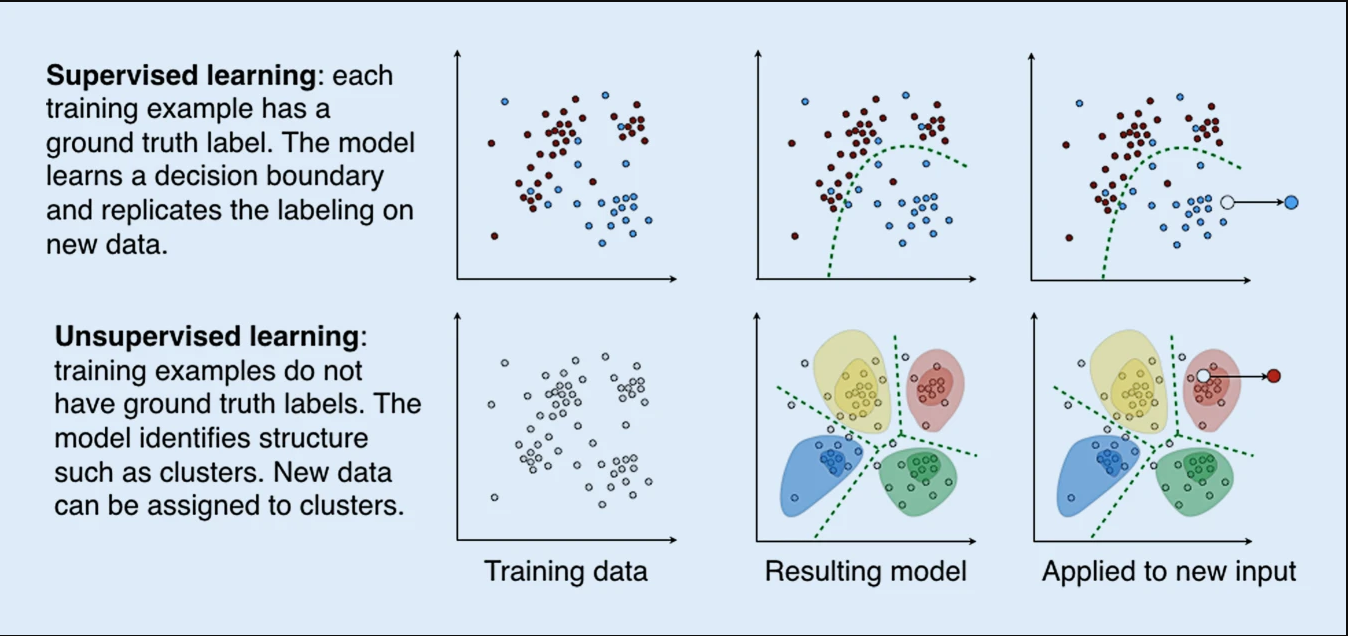 Supervised learning: each
training example has a
ground truth label. The model
learns a decision boundary
and replicates the labeling on
new data.
Unsupervised learning:
training examples do not
have ground truth labels. The
model identifies structure
such as clusters. New data
can be assigned to clusters.
Training data
Resulting model
Applied to new input